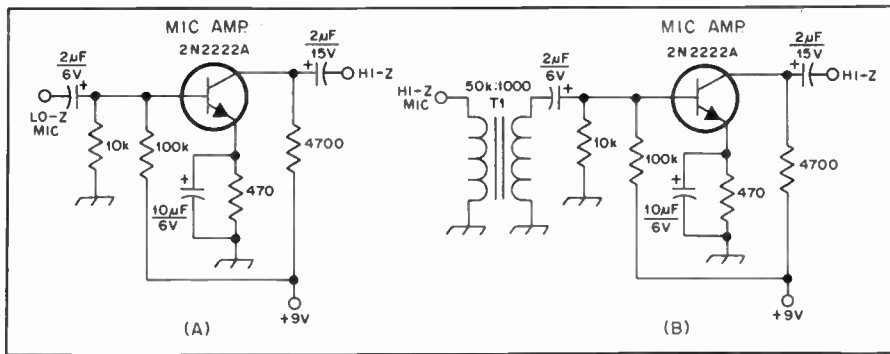 MIC AMP.
2N2222A
2µF
6V
+
2µF
15V
+
HI-Z
LO-Z
MIC
10k
100k
4700
+
10µF
6V
470
+9V
(A)
MIC AMP
2N2222A
HI-Z
MIC
50k:1000
T1
2µF
6V
+
2µF
15V
+
HI-Z
10k
100k
4700
+
10µF
6V
470
+9V
(B)